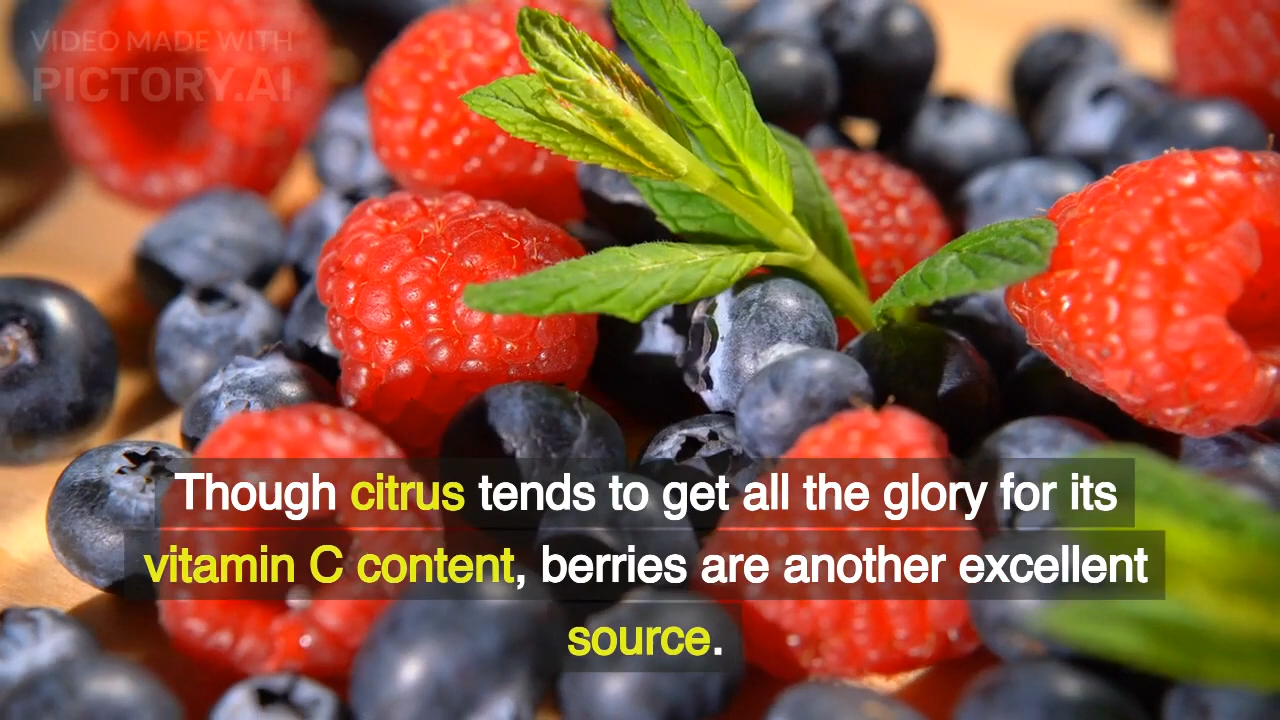 VIDEO MADE WITH
PICTORY.AI
Though citrus tends to get all the glory for its
vitamin C content, berries are another excellent
source.